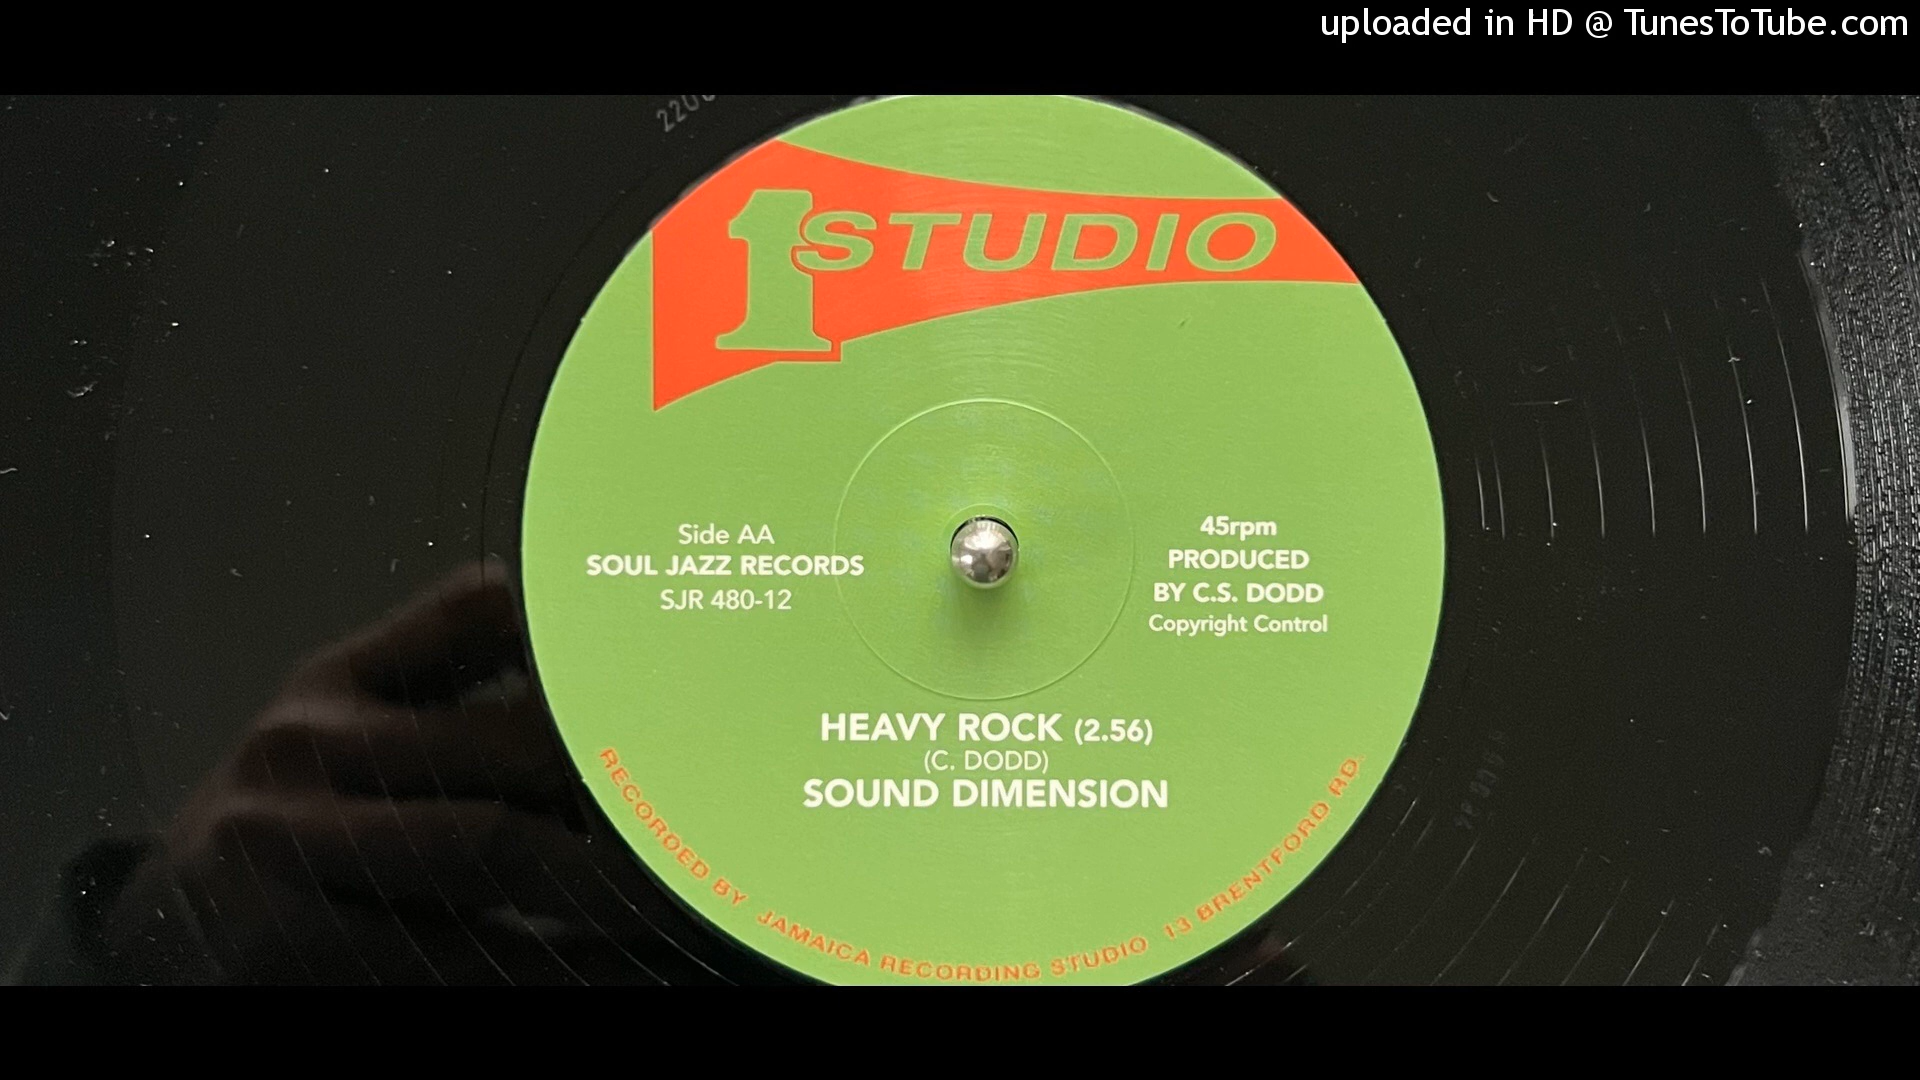 uploaded in HD @ TunesToTube.com
1 STUDIO
Side AA
SOUL JAZZ RECORDS
SJR 480-12
45rpm
PRODUCED
BY C.S. DODD
Copyright Control
HEAVY ROCK (2.56)
(C. DODD)
SOUND DIMENSION
RECORDED BY JAMAICA RECORDING STUDIO 13 BRENTFORD RD.